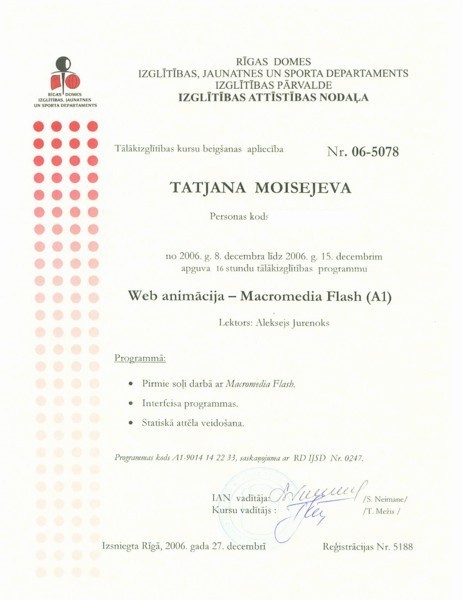 RĪGAS DOMES
IZGLĪTĪBAS, JAUNATNES UN SPORTA DEPARTAMENTS
IZGLĪTĪBAS PĀRVALDE
IZGLĪTĪBAS ATTĪSTĪBAS NODAĻA
RĪGAS DOMES
IZGLĪTĪBAS, JAUNATNES
UN SPORTA DEPARTAMENTS
Tālākizglītības kursu beigšanas apliecība
Nr. 06-5078
TATJANA MOISEJEVA
Personas kods
no 2006. g. 8. decembra līdz 2006. g. 15. decembrim
apguva 16 stundu tālākizglītības programmu
Web animācija – Macromedia Flash (A1)
Lektors: Aleksejs Jurenoks
Programmā:
• Pirmie soļi darbā ar Macromedia Flash.
• Interfeisa programmas.
• Statiskā attēla veidošana.
Programmas kods A1-9014 14 22 33, saskaņojuma ar RD IJSD Nr. 0247.
IAN vadītāja: /S. Neimane/
Kursu vadītājs : /T. Mežis /
Izsniegta Rīgā, 2006. gada 27. decembrī
Reģistrācijas Nr. 5188